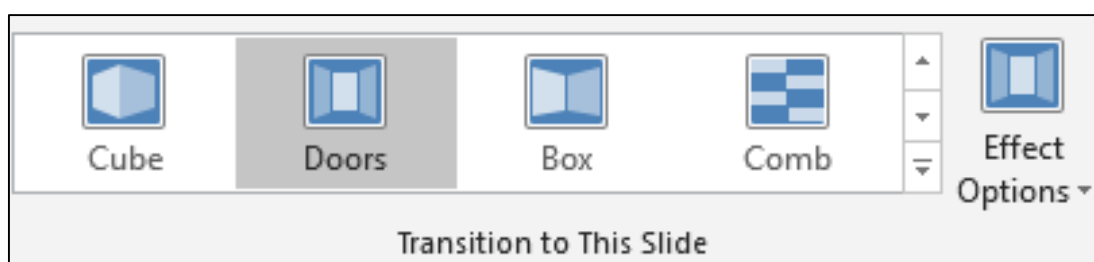 Cube
Doors
Box
Comb
Effect
Options
Transition to This Slide